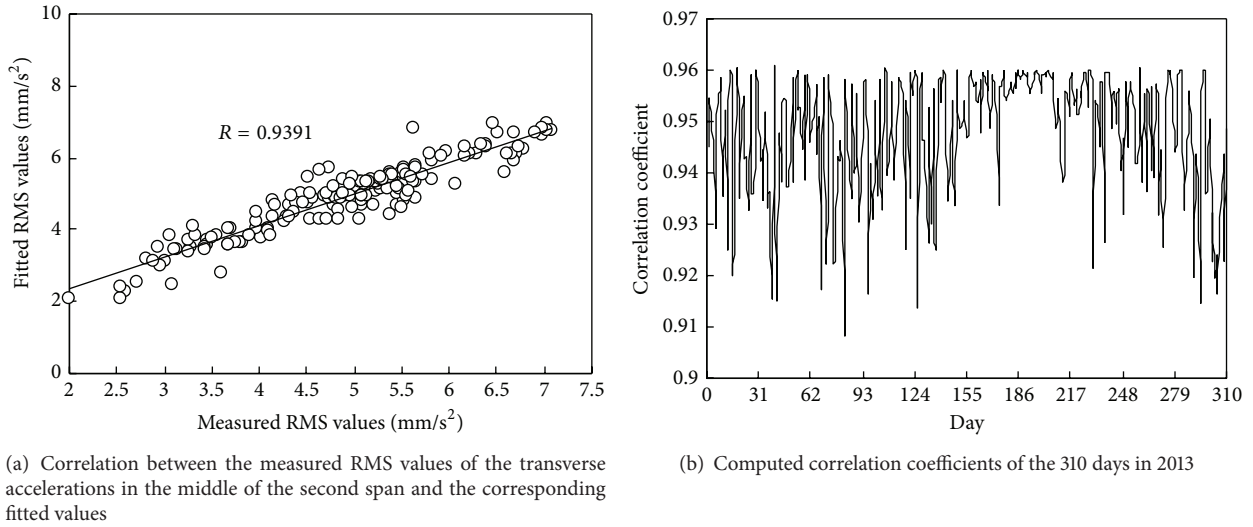 10
8
6
4
2
0
Fitted RMS values (mm/s²)
R = 0.9391
2 2.5 3 3.5 4 4.5 5 5.5 6 6.5 7 7.5
Measured RMS values (mm/s²)
(a) Correlation between the measured RMS values of the transverse
accelerations in the middle of the second span and the corresponding
fitted values
0.97
0.96
0.95
0.94
0.93
0.92
0.91
0.9
Correlation coefficient
0 31 62 93 124 155 186 217 248 279 310
Day
(b) Computed correlation coefficients of the 310 days in 2013